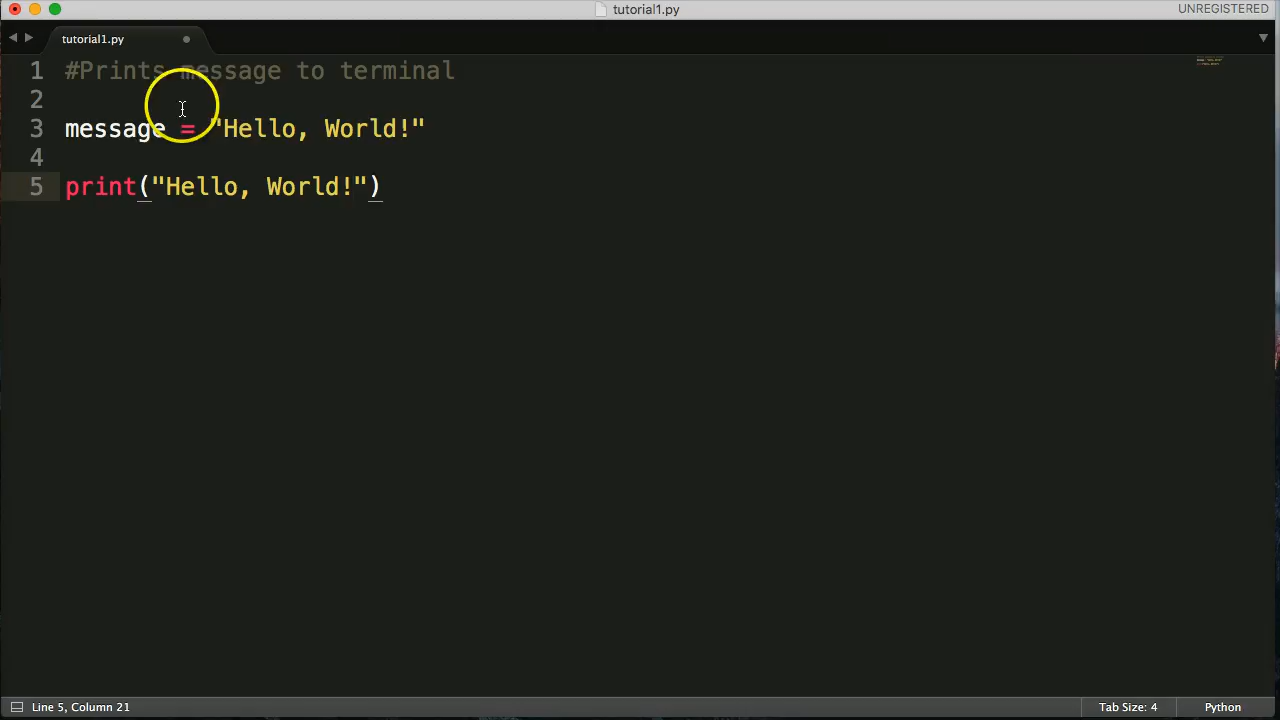 tutorial1.py
UNREGISTERED
tutorial1.py
1 #Prints message to terminal
2
3 message = "Hello, World!"
4
5 print("Hello, World!")
Line 5, Column 21
Tab Size: 4
Python